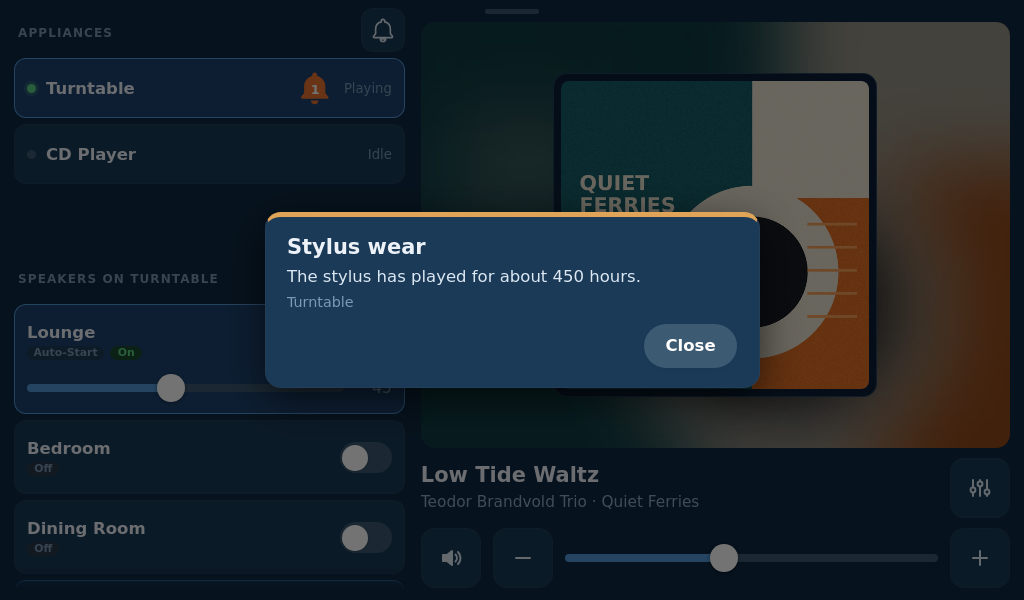 APPLIANCES
Turntable
1
Playing
CD Player
Idle
SPEAKERS ON TURNTABLE
Lounge
Auto-Start
On
45
Bedroom
Off
Dining Room
Off
QUIET
FERRIES
Stylus wear
The stylus has played for about 450 hours.
Turntable
Close
Low Tide Waltz
Teodor Brandvold Trio · Quiet Ferries